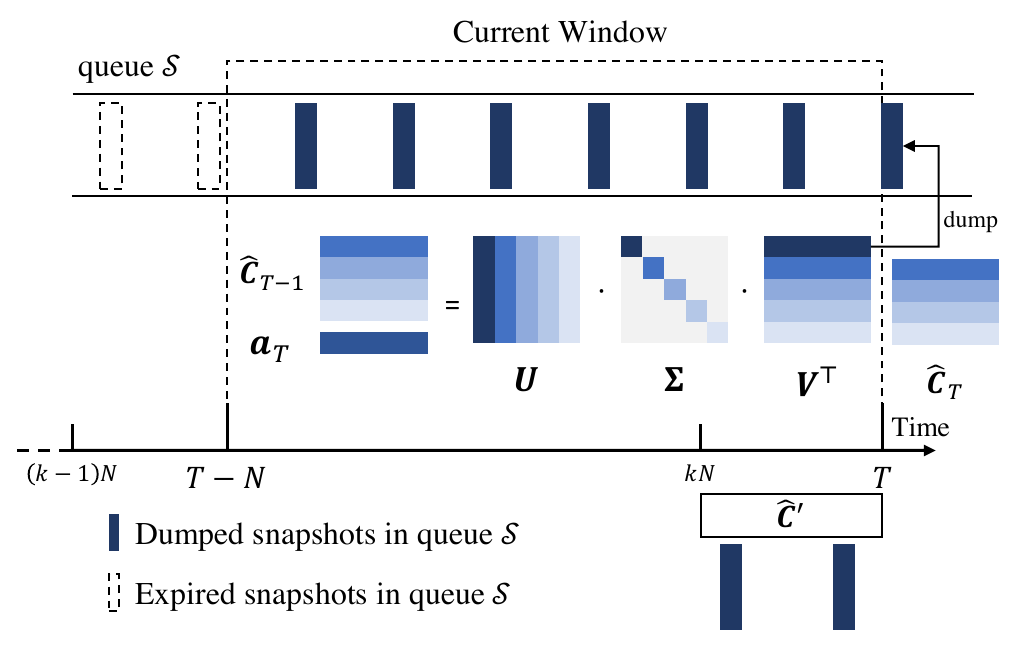 Current Window
queue 𝒮
dump
Ĉ_{T−1}
a_T
=
·
·
U
Σ
V^⊤
Ĉ_T
Time
(k − 1)N
T − N
kN
T
Ĉ′
Dumped snapshots in queue 𝒮
Expired snapshots in queue 𝒮